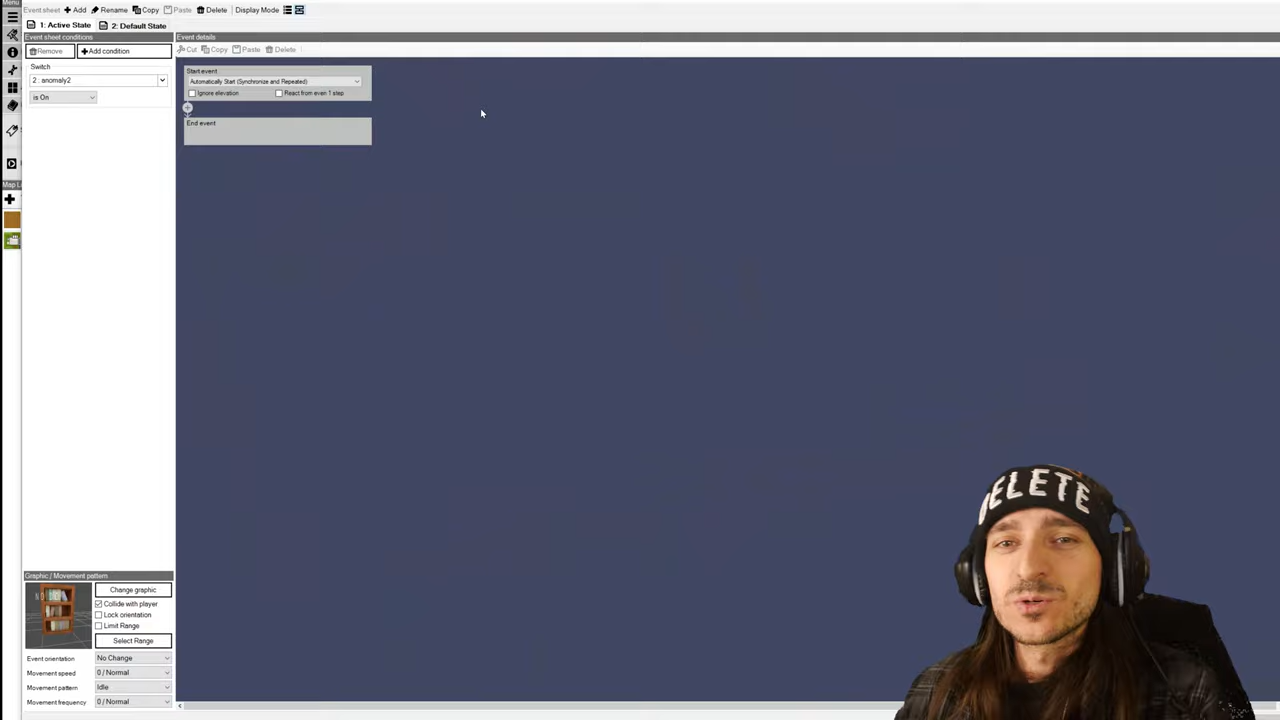 Menu
Event sheet Add Rename Copy Paste Delete Display Mode
1: Active State 2: Default State
Event sheet conditions
Event details
Remove Add condition
Cut Copy Paste Delete
Switch
2 : anomaly2
is On
Start event
Automatically Start (Synchronize and Repeated)
Ignore elevation React from even 1 step
End event
Map L
Graphic / Movement pattern
Change graphic
Collide with player
Lock orientation
Limit Range
Select Range
Event orientation No Change
Movement speed 0 / Normal
Movement pattern Idle
Movement frequency 0 / Normal
DELETE